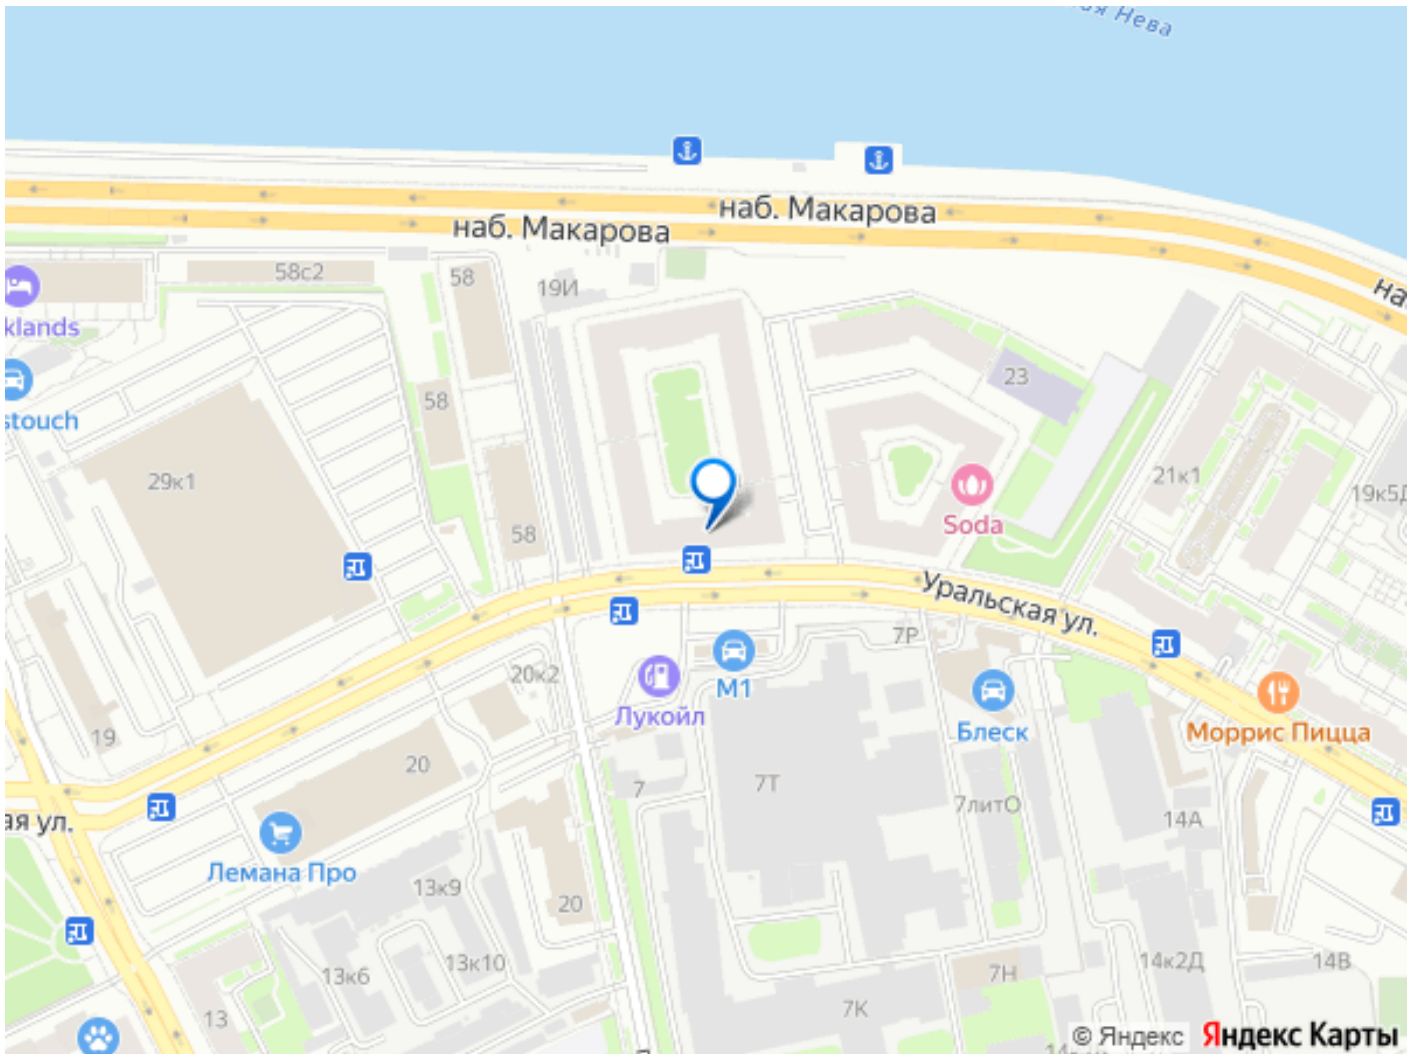 ая Нева
наб. Макарова
наб. Макарова
на
58с2
58
19И
klands
stouch
58
23
29к1
21к1
19к5Д
Soda
58
Уральская ул.
7Р
20к2
М1
Лукойл
Блеск
Моррис Пицца
19
20
7
7Т
7литО
14А
ая ул.
Лемана Про
13к9
20
13к6
13к10
7Н
14к2Д
14В
13
7К
© Яндекс Яндекс Карты